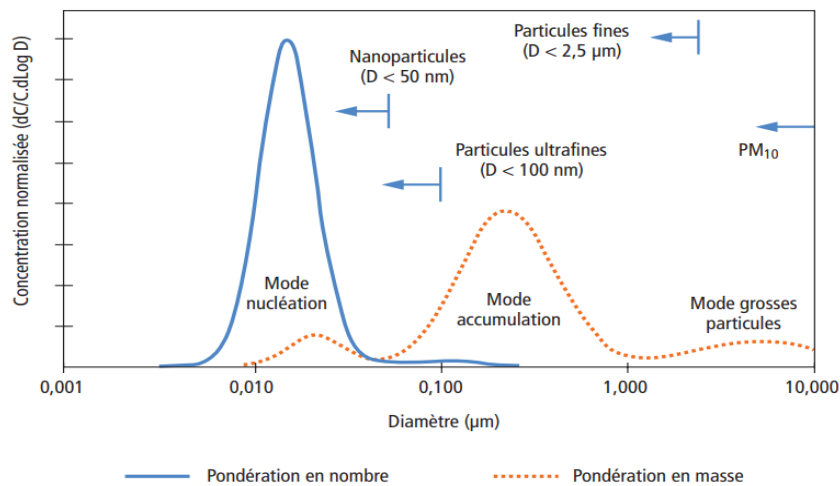 Concentration normalisée (dC/C.dLog D)
Nanoparticules
(D < 50 nm)
Particules fines
(D < 2,5 µm)
PM10
Particules ultrafines
(D < 100 nm)
Mode
nucléation
Mode
accumulation
Mode grosses
particules
0,001 0,010 0,100 1,000 10,000
Diamètre (µm)
Pondération en nombre Pondération en masse